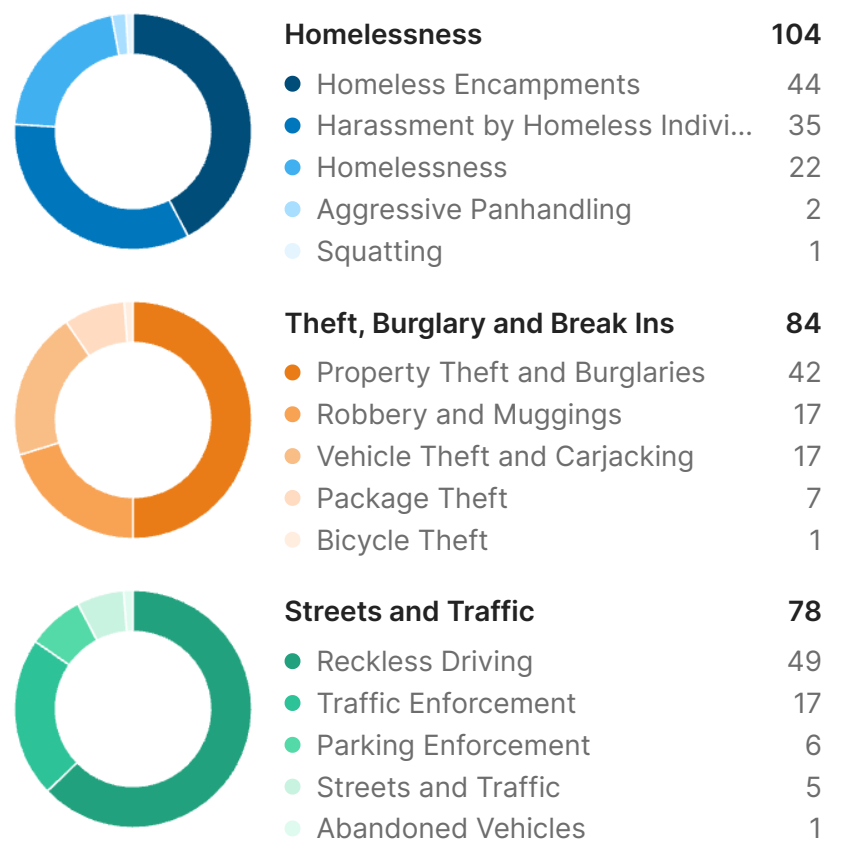 Homelessness 104
Homeless Encampments 44
Harassment by Homeless Indivi... 35
Homelessness 22
Aggressive Panhandling 2
Squatting 1
Theft, Burglary and Break Ins 84
Property Theft and Burglaries 42
Robbery and Muggings 17
Vehicle Theft and Carjacking 17
Package Theft 7
Bicycle Theft 1
Streets and Traffic 78
Reckless Driving 49
Traffic Enforcement 17
Parking Enforcement 6
Streets and Traffic 5
Abandoned Vehicles 1